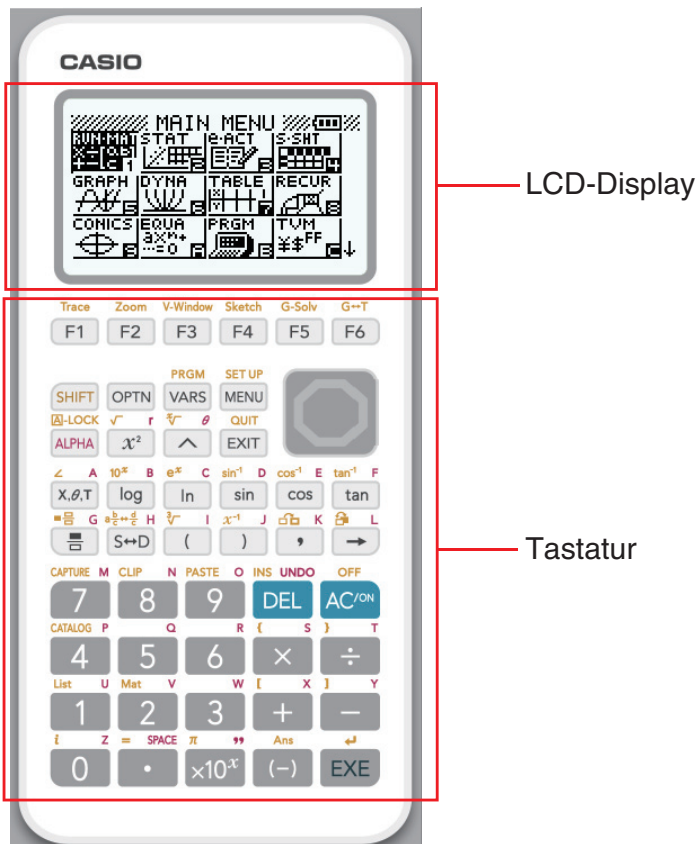 CASIO
MAIN MENU
RUN-MAT STAT e-ACT S-SHT
GRAPH DYNA TABLE RECUR
CONICS EQUA PRGM TVM
LCD-Display
Trace Zoom V-Window Sketch G-Solv G↔T
F1 F2 F3 F4 F5 F6
PRGM SET UP
SHIFT OPTN VARS MENU
A-LOCK √ r ˣ√ θ QUIT
ALPHA x² ^ EXIT
∠ A 10ˣ B eˣ C sin⁻¹ D cos⁻¹ E tan⁻¹ F
X,θ,T log ln sin cos tan
G a b/c↔d/c H ³√ I x⁻¹ J K L
S↔D ( ) , →
Tastatur
CAPTURE M CLIP N PASTE O INS UNDO OFF
7 8 9 DEL AC/ON
CATALOG P Q R { S } T
4 5 6 × ÷
List U Mat V W [ X ] Y
1 2 3 + −
i Z = SPACE π " Ans ↵
0 · ×10ˣ (−) EXE